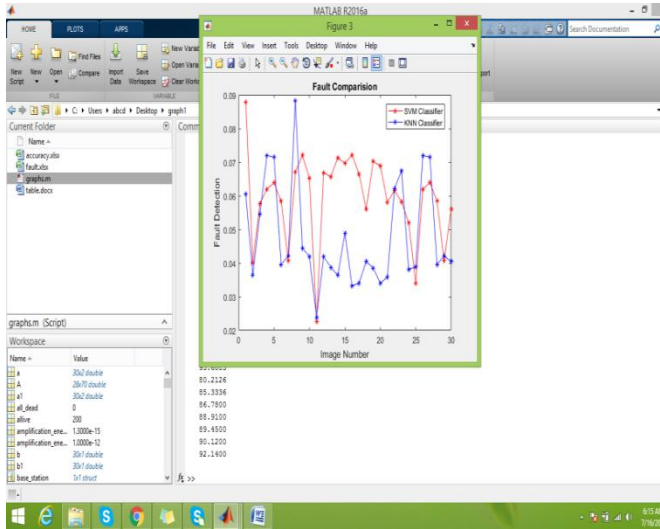 MATLAB R2016a
HOME PLOTS APPS
Search Documentation
New Script New Open Find Files Compare Import Data Save Workspace New Variable Open Variable Clear Workspace
FILE VARIABLE
C: Users abcd Desktop graph1
Current Folder
Name
accuracy.xlsx
fault.xlsx
graphs.m
table.docx
graphs.m (Script)
Workspace
Name Value
a 30x2 double
A 28x70 double
a1 30x2 double
all_dead 0
allive 200
amplification_ene... 1.3000e-15
amplification_ene... 1.0000e-12
b 30x1 double
b1 30x1 double
base_station 1x1 struct
Figure 3
File Edit View Insert Tools Desktop Window Help
Fault Comparision
SVM Classifier
KNN Classifier
Fault Detection
0.09
0.08
0.07
0.06
0.05
0.04
0.03
0.02
0 5 10 15 20 25 30
Image Number
80.2126
85.3336
86.7800
88.9100
89.4500
90.1200
92.1400
fx >>
6:15 AM